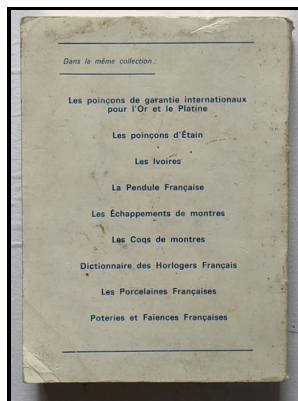 Dans la même collection :
Les poinçons de garantie internationaux
pour l'Or et le Platine
Les poinçons d'Étain
Les Ivoires
La Pendule Française
Les Échappements de montres
Les Coqs de montres
Dictionnaire des Horlogers Français
Les Porcelaines Françaises
Poteries et Faïences Françaises